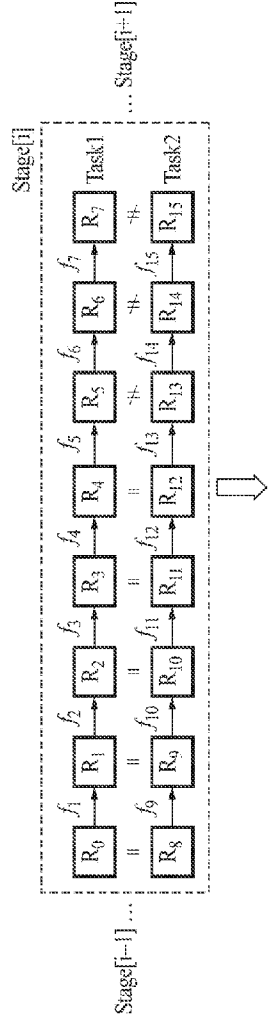 Stage[i]
f1 f2 f3 f4 f5 f6 f7
R0 R1 R2 R3 R4 R5 R6 R7 Task1
Stage[i-1] ... = = = = = ≠ ≠ ≠ ... Stage[i+1]
f9 f10 f11 f12 f13 f14 f15
R8 R9 R10 R11 R12 R13 R14 R15 Task2